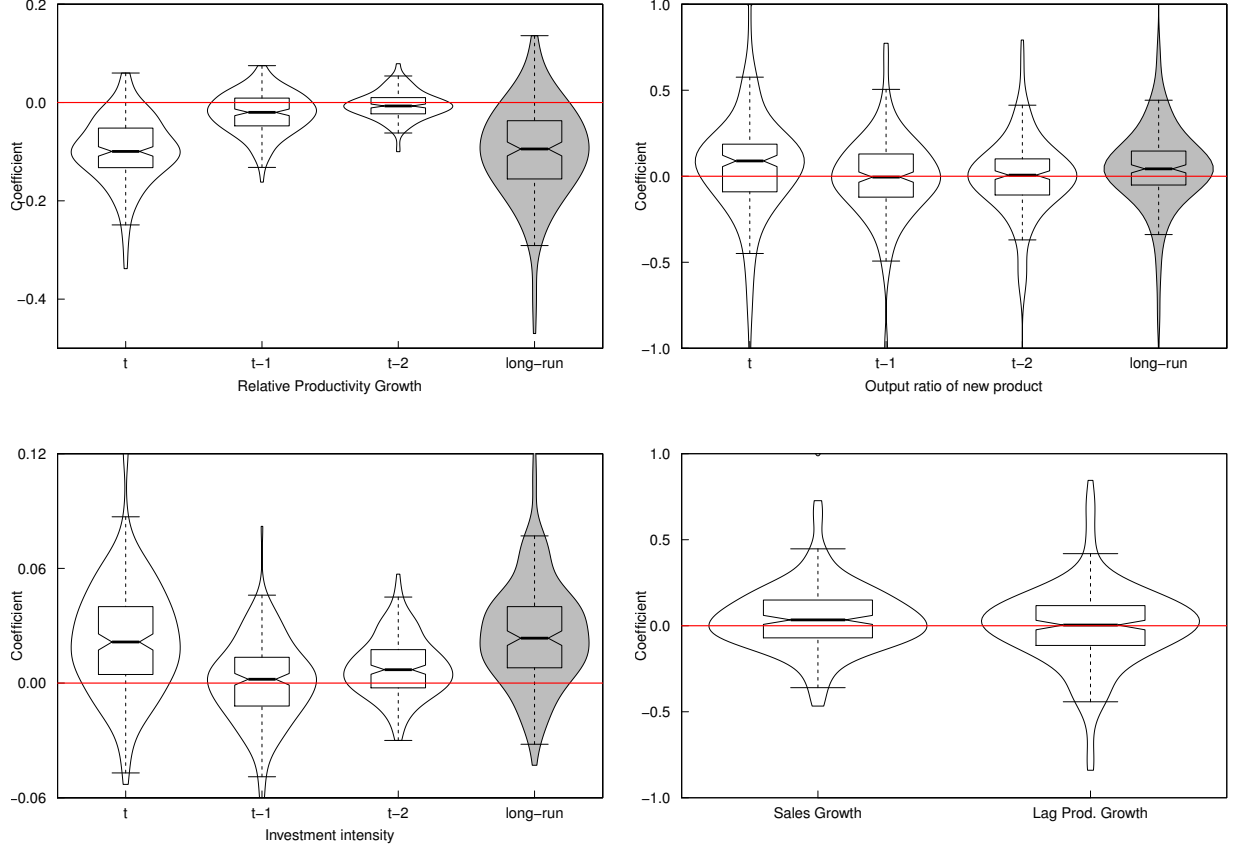 0.2
0.0
Coefficient
−0.2
−0.4
t t−1 t−2 long−run
Relative Productivity Growth
1.0
0.5
Coefficient
0.0
−0.5
−1.0
t t−1 t−2 long−run
Output ratio of new product
0.12
0.06
Coefficient
0.00
−0.06
t t−1 t−2 long−run
Investment intensity
1.0
0.5
Coefficient
0.0
−0.5
−1.0
Sales Growth Lag Prod. Growth